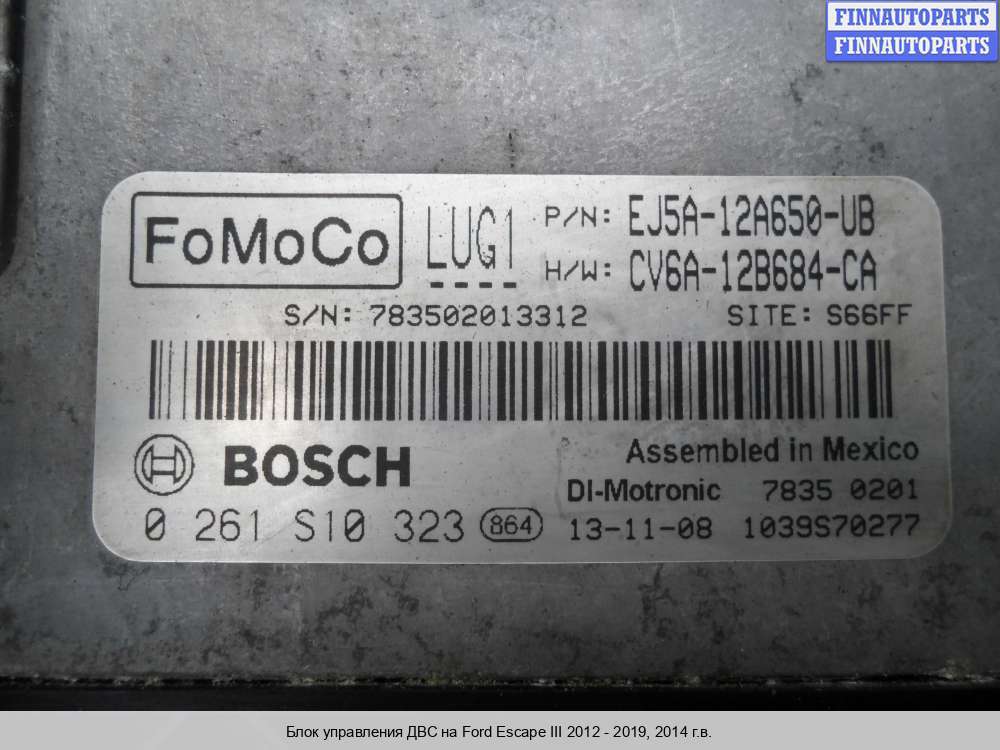 FINNAUTOPARTS
FINNAUTOPARTS
FoMoCo LUG1 P/N: EJ5A-12A650-UB
H/W: CV6A-12B684-CA
S/N: 783502013312 SITE: S66FF
BOSCH Assembled in Mexico
DI-Motronic 7835 0201
0 261 S10 323 864 13-11-08 1039S70277
Блок управления ДВС на Ford Escape III 2012 - 2019, 2014 г.в.